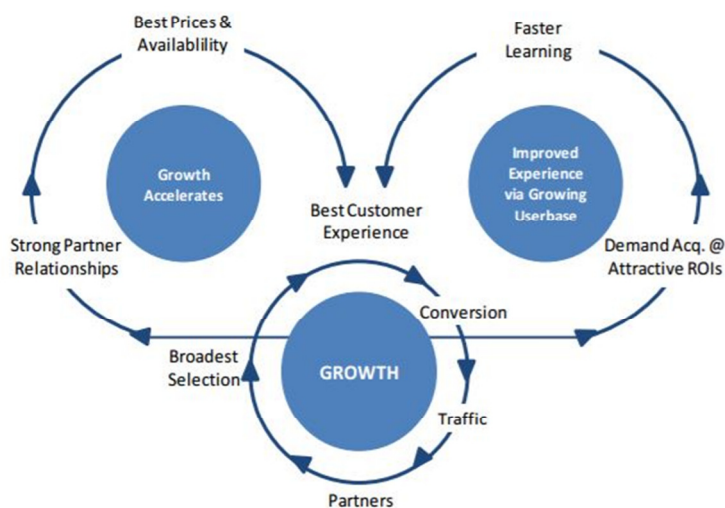 Best Prices &
Availablility
Faster
Learning
Growth
Accelerates
Improved
Experience
via Growing
Userbase
Best Customer
Experience
Strong Partner
Relationships
Demand Acq. @
Attractive ROIs
Conversion
Broadest
Selection
GROWTH
Traffic
Partners